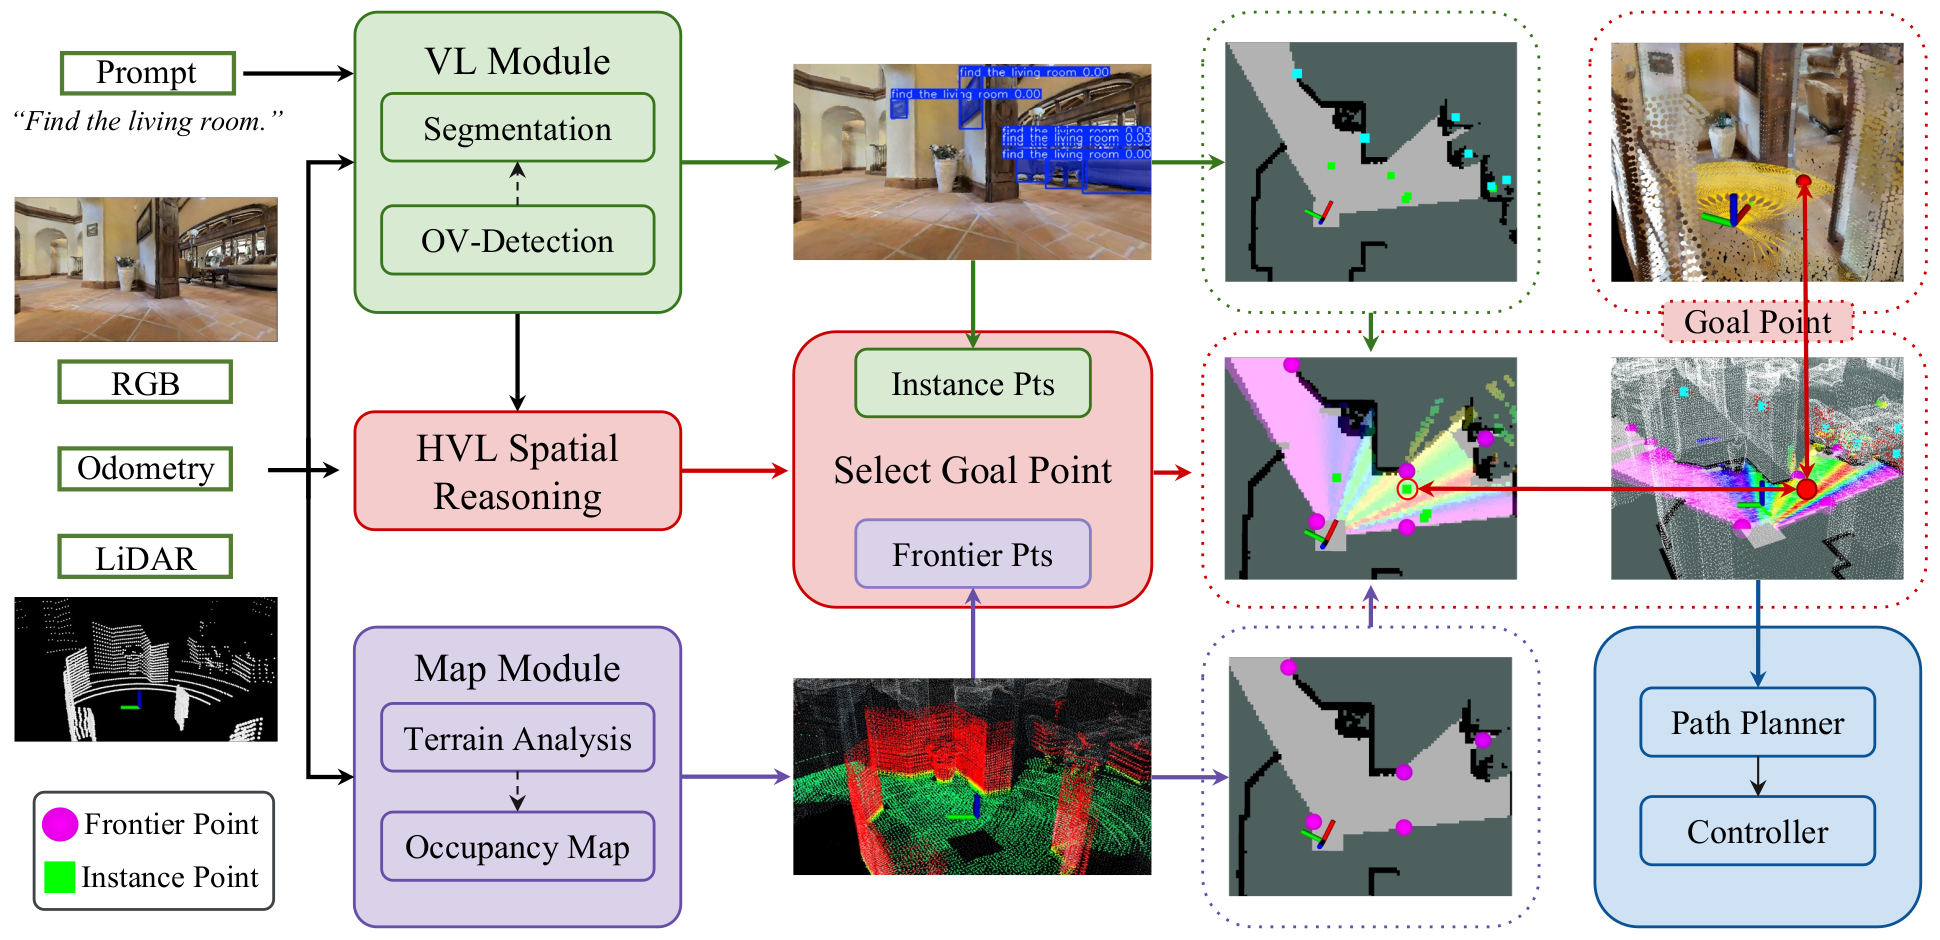 Prompt
“Find the living room.”
RGB
Odometry
LiDAR
Frontier Point
Instance Point
VL Module
Segmentation
OV-Detection
HVL Spatial
Reasoning
Map Module
Terrain Analysis
Occupancy Map
find the living room 0.00
find the living room 0.00
find the living room 0.00
find the living room 0.03
find the living room 0.00
Instance Pts
Select Goal Point
Frontier Pts
Goal Point
Path Planner
Controller